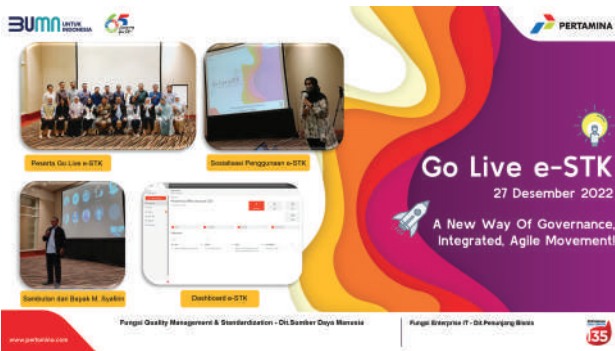 BUMN UNTUK
INDONESIA
65
PERTAMINA
Peserta Go Live e-STK
Sosialisasi Penggunaan e-STK
Go Live e-STK
27 Desember 2022
A New Way Of Governance,
Integrated, Agile Movement!
Sambutan dari Bapak M. Syafirin
Dashboard e-STK
Fungsi Quality Management & Standardization - Dit.Sumber Daya Manusia
Fungsi Enterprise IT - Dit.Penunjang Bisnis
www.pertamina.com
135